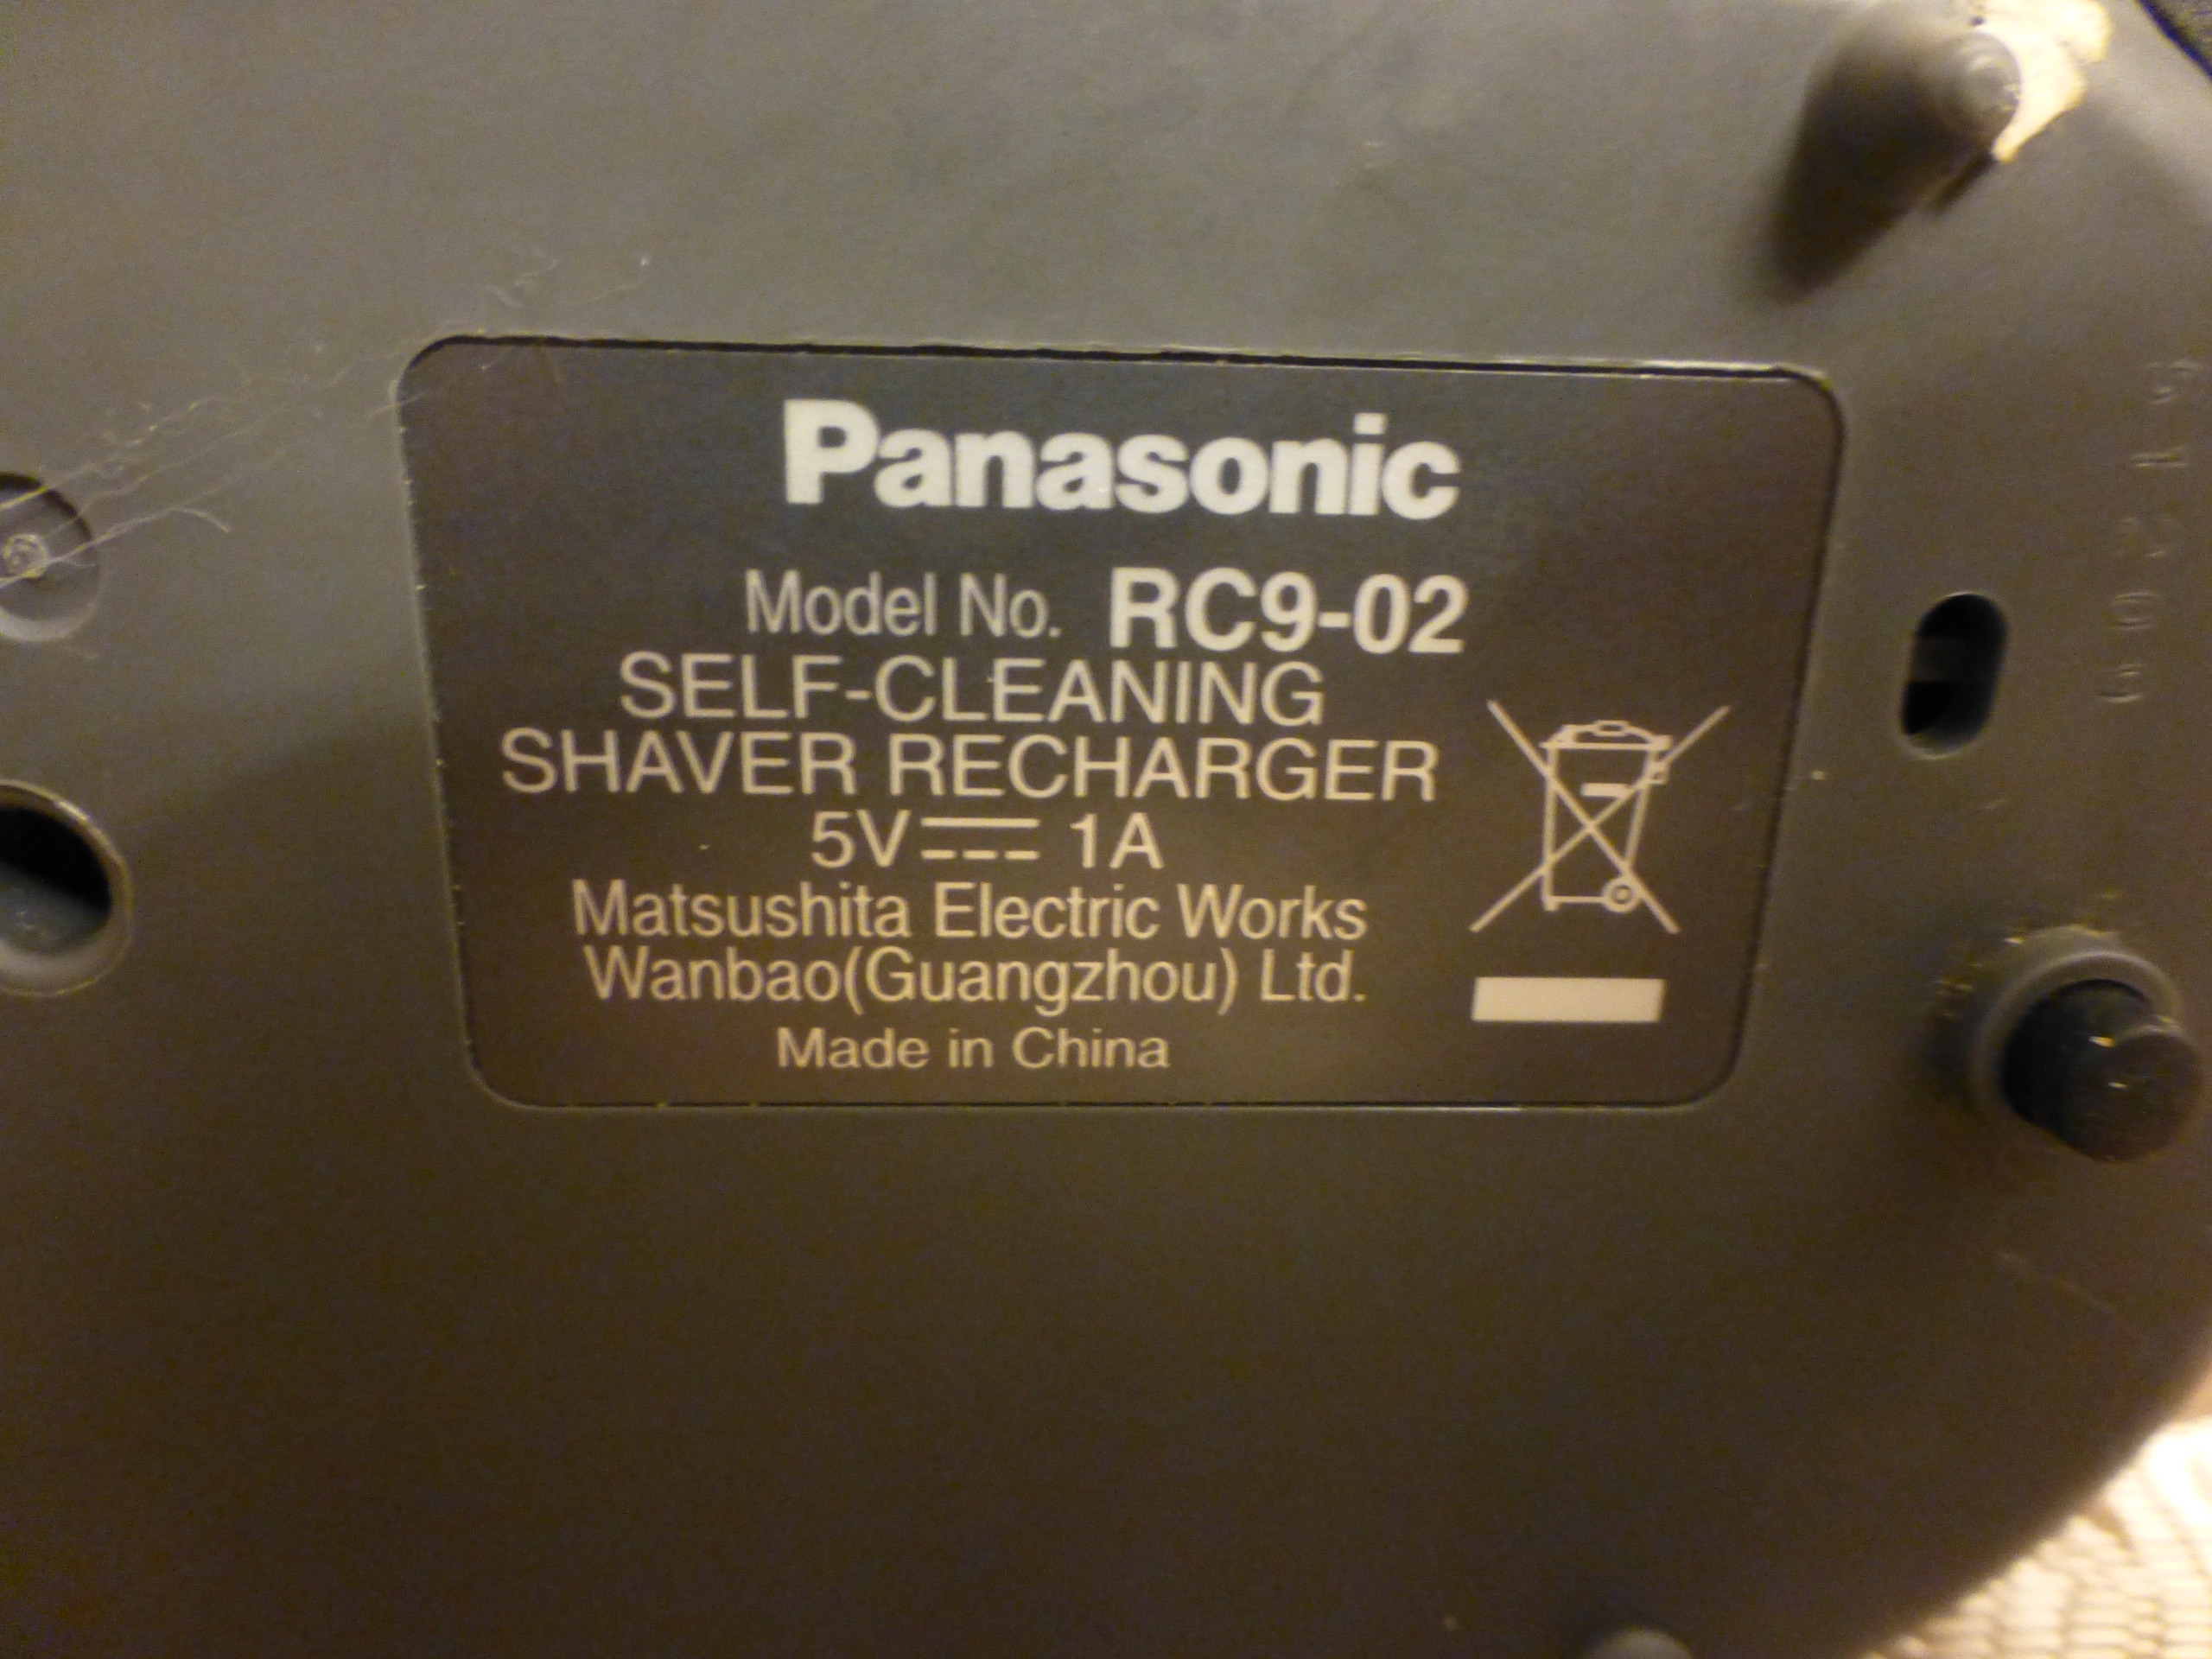 Panasonic
Model No. RC9-02
SELF-CLEANING
SHAVER RECHARGER
5V⎓1A
Matsushita Electric Works
Wanbao(Guangzhou) Ltd.
Made in China